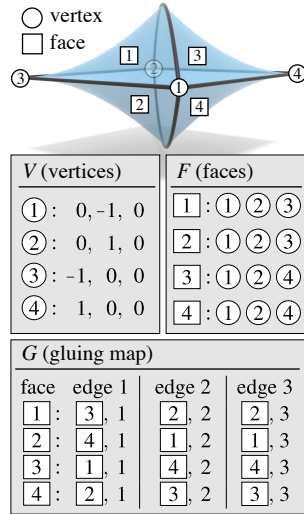 vertex
face
1 3
3 2 4
1
2 4
V (vertices)
1 : 0, -1, 0
2 : 0, 1, 0
3 : -1, 0, 0
4 : 1, 0, 0
F (faces)
1 : 1 2 3
2 : 1 2 3
3 : 1 2 4
4 : 1 2 4
G (gluing map)
face edge 1 edge 2 edge 3
1 : 3, 1 2, 2 2, 3
2 : 4, 1 1, 2 1, 3
3 : 1, 1 4, 2 4, 3
4 : 2, 1 3, 2 3, 3